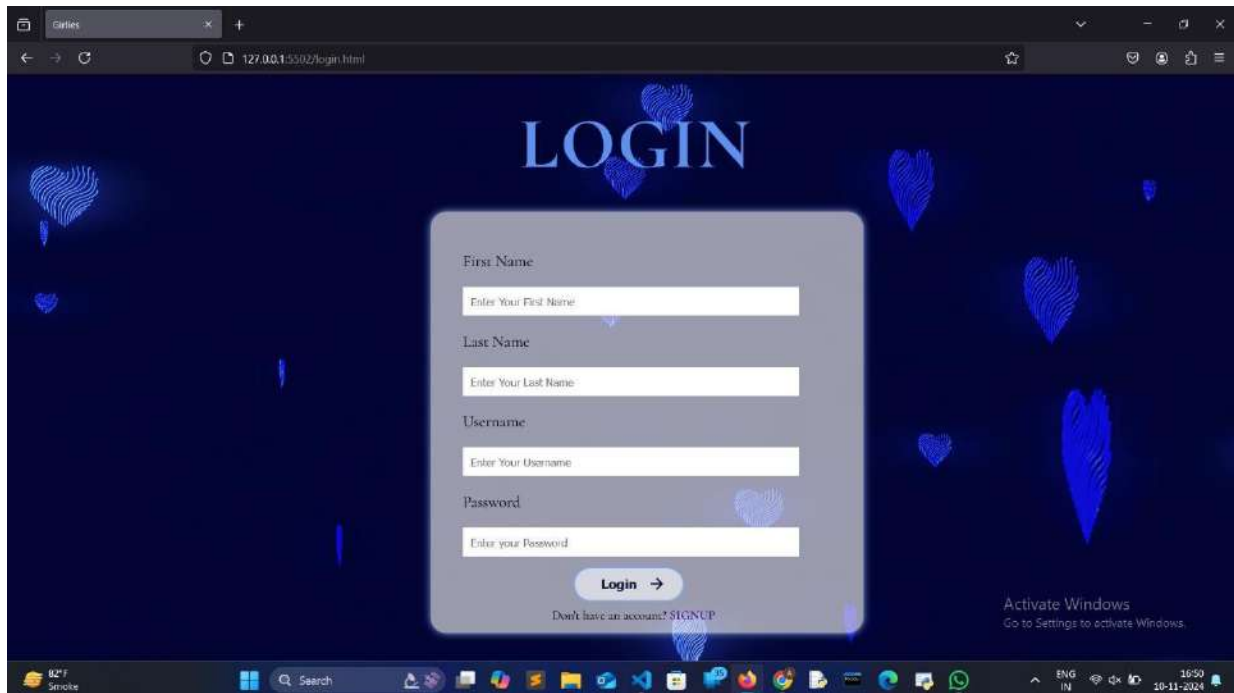 Girlies
127.0.0.1:5502/login.html
LOGIN
First Name
Enter Your First Name
Last Name
Enter Your Last Name
Username
Enter Your Username
Password
Enter your Password
Login →
Don't have an account? SIGNUP
Activate Windows
Go to Settings to activate Windows.
82°F
Smoke
Search
35
ENG
IN
16:50
10-11-2024